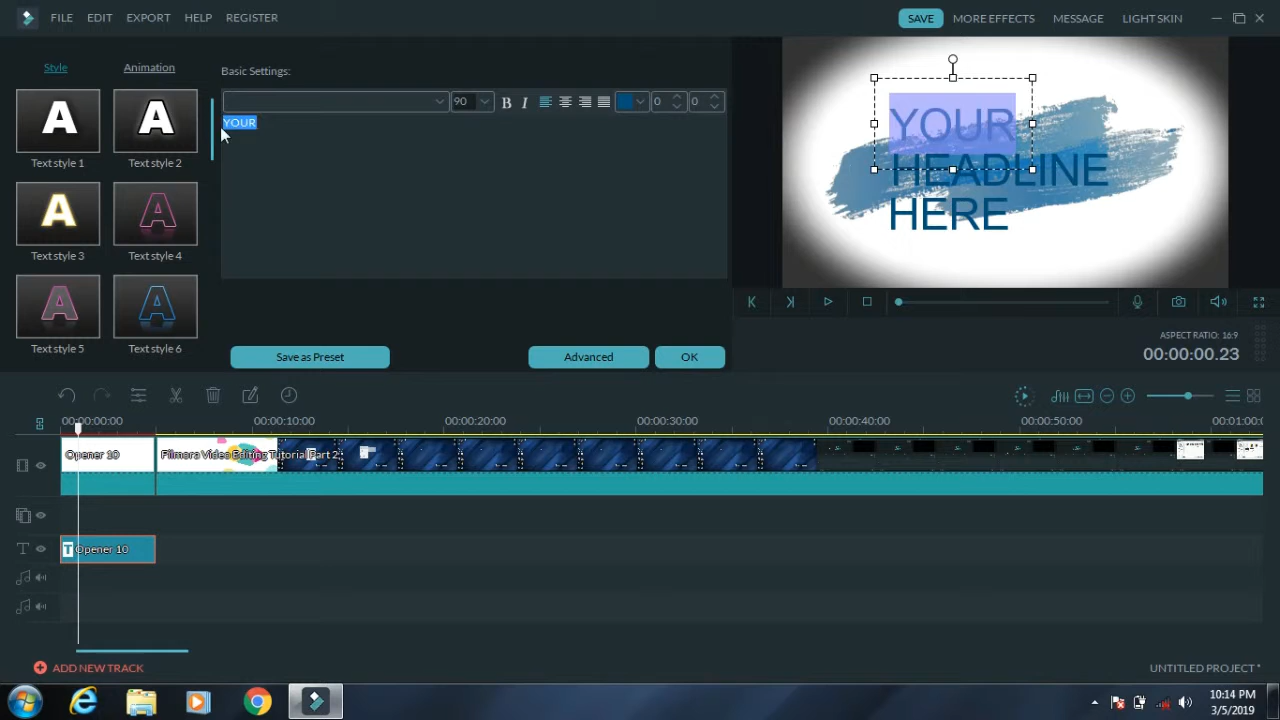 FILE EDIT EXPORT HELP REGISTER
SAVE MORE EFFECTS MESSAGE LIGHT SKIN
Style Animation
Text style 1 Text style 2
Text style 3 Text style 4
Text style 5 Text style 6
Basic Settings:
90 B I 0 0
YOUR
Save as Preset Advanced OK
YOUR
HEADLINE
HERE
ASPECT RATIO: 16:9
00:00:00.23
00:00:00:00 00:00:10:00 00:00:20:00 00:00:30:00 00:00:40:00 00:00:50:00 00:01:00:0
Opener 10 Filmora Video Editing Tutorial (Part 2
T Opener 10
ADD NEW TRACK
UNTITLED PROJECT *
10:14 PM
3/5/2019